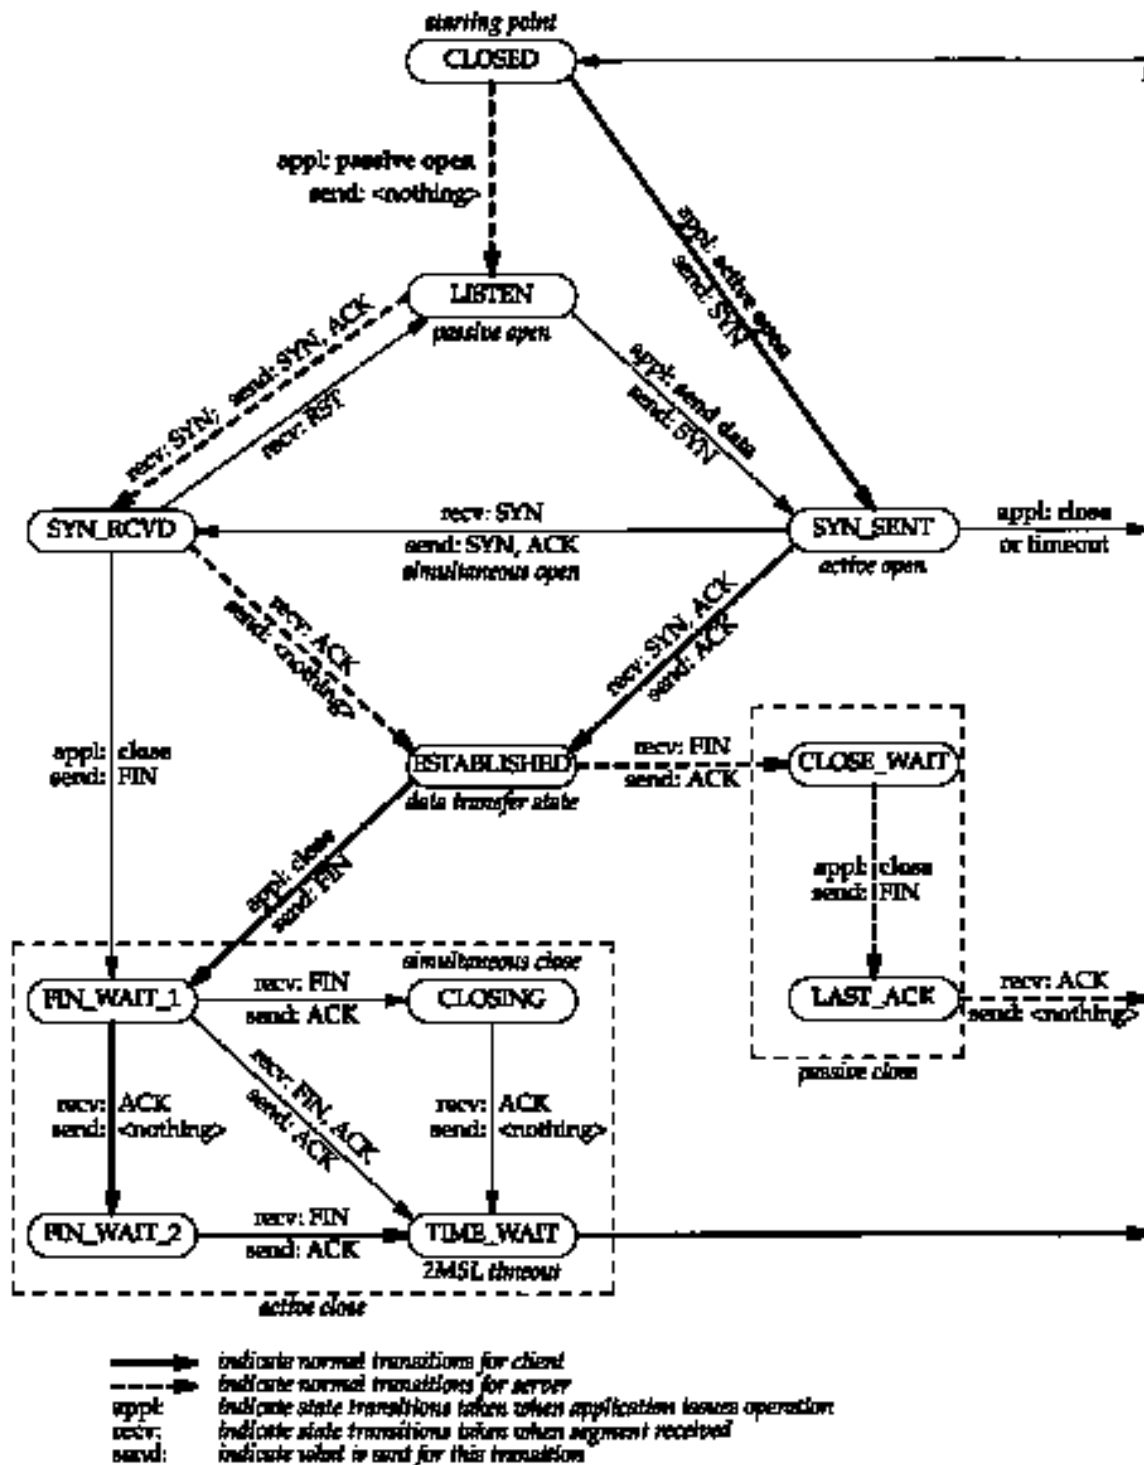 starting point
CLOSED
appl: passive open
send: <nothing>
appl: active open
send: SYN
LISTEN
passive open
recv: SYN; send: SYN, ACK
recv: RST
appl: send data
send: SYN
SYN_RCVD
recv: SYN
send: SYN, ACK
simultaneous open
SYN_SENT
active open
appl: close
or timeout
recv: ACK
send: <nothing>
recv: SYN, ACK
send: ACK
appl: close
send: FIN
ESTABLISHED
data transfer state
recv: FIN
send: ACK
CLOSE_WAIT
appl: close
send: FIN
appl: close
send: FIN
LAST_ACK
recv: ACK
send: <nothing>
passive close
simultaneous close
FIN_WAIT_1
recv: FIN
send: ACK
CLOSING
recv: ACK
send: <nothing>
recv: FIN, ACK
send: ACK
recv: ACK
send: <nothing>
FIN_WAIT_2
recv: FIN
send: ACK
TIME_WAIT
2MSL timeout
active close
indicate normal transitions for client
indicate normal transitions for server
appl: indicate state transitions taken when application issues operation
recv: indicate state transitions taken when segment received
send: indicate what is sent for this transition